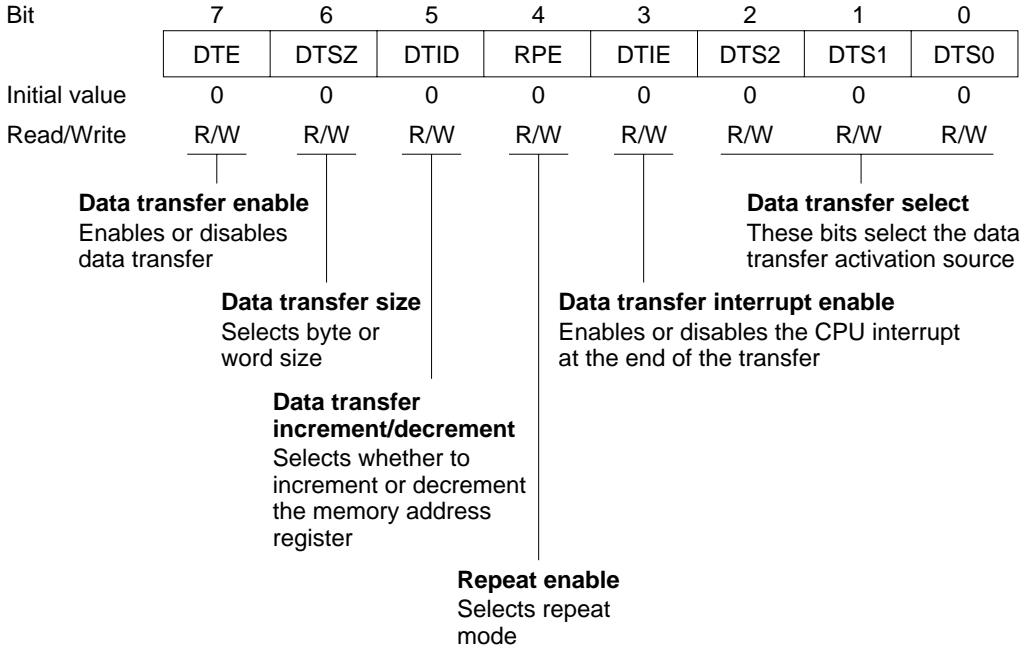 Bit 7 6 5 4 3 2 1 0
DTE DTSZ DTID RPE DTIE DTS2 DTS1 DTS0
Initial value 0 0 0 0 0 0 0 0
Read/Write R/W R/W R/W R/W R/W R/W R/W R/W
Data transfer enable
Enables or disables
data transfer
Data transfer select
These bits select the data
transfer activation source
Data transfer size
Selects byte or
word size
Data transfer interrupt enable
Enables or disables the CPU interrupt
at the end of the transfer
Data transfer
increment/decrement
Selects whether to
increment or decrement
the memory address
register
Repeat enable
Selects repeat
mode